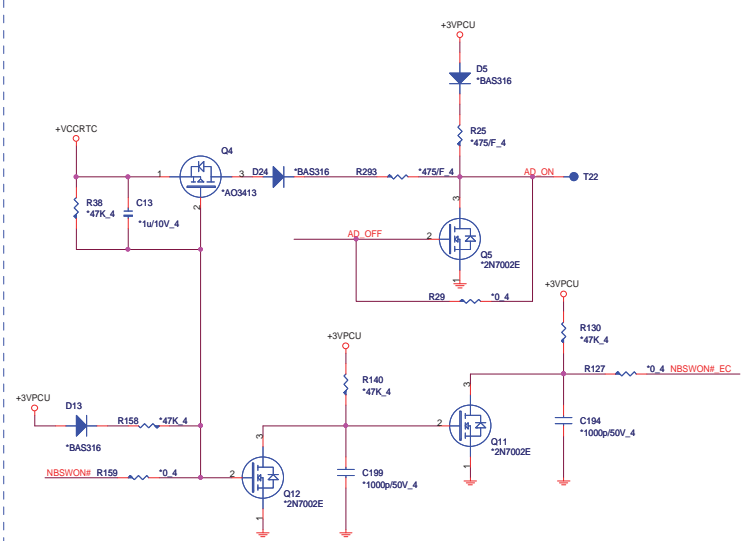 +3VPCU
D5
*BAS316
+VCCRTC
R25
*475/F_4
Q4
1
3
2
*AO3413
D24
*BAS316
R293
*475/F_4
AD_ON
T22
R38
*47K_4
C13
*1u/10V_4
AD_OFF
3
2
1
Q5
*2N7002E
R29
*0_4
+3VPCU
R130
*47K_4
+3VPCU
R140
*47K_4
R127
*0_4
NBSWON#_EC
+3VPCU
D13
*BAS316
R158
*47K_4
3
2
1
Q11
*2N7002E
C194
*1000p/50V_4
NBSWON#
R159
*0_4
3
2
1
Q12
*2N7002E
C199
*1000p/50V_4